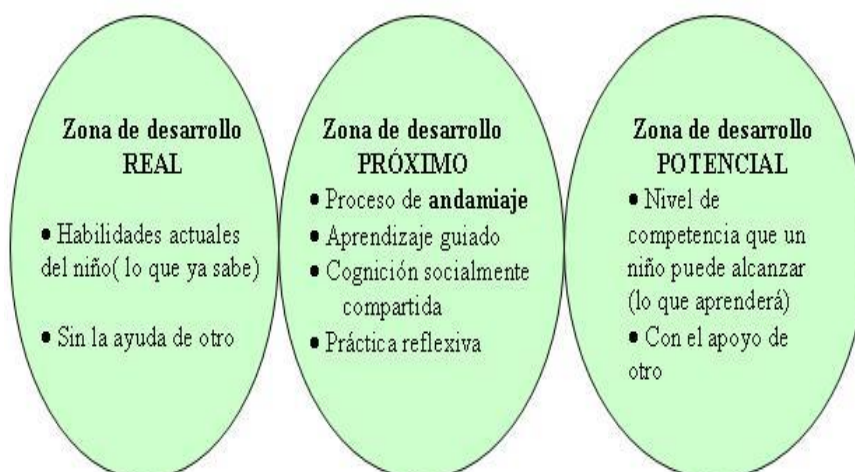 Zona de desarrollo
REAL
• Habilidades actuales
del niño( lo que ya sabe)
• Sin la ayuda de otro
Zona de desarrollo
PRÓXIMO
• Proceso de andamiaje
• Aprendizaje guiado
• Cognición socialmente
compartida
• Práctica reflexiva
Zona de desarrollo
POTENCIAL
• Nivel de
competencia que un
niño puede alcanzar
(lo que aprenderá)
• Con el apoyo de
otro